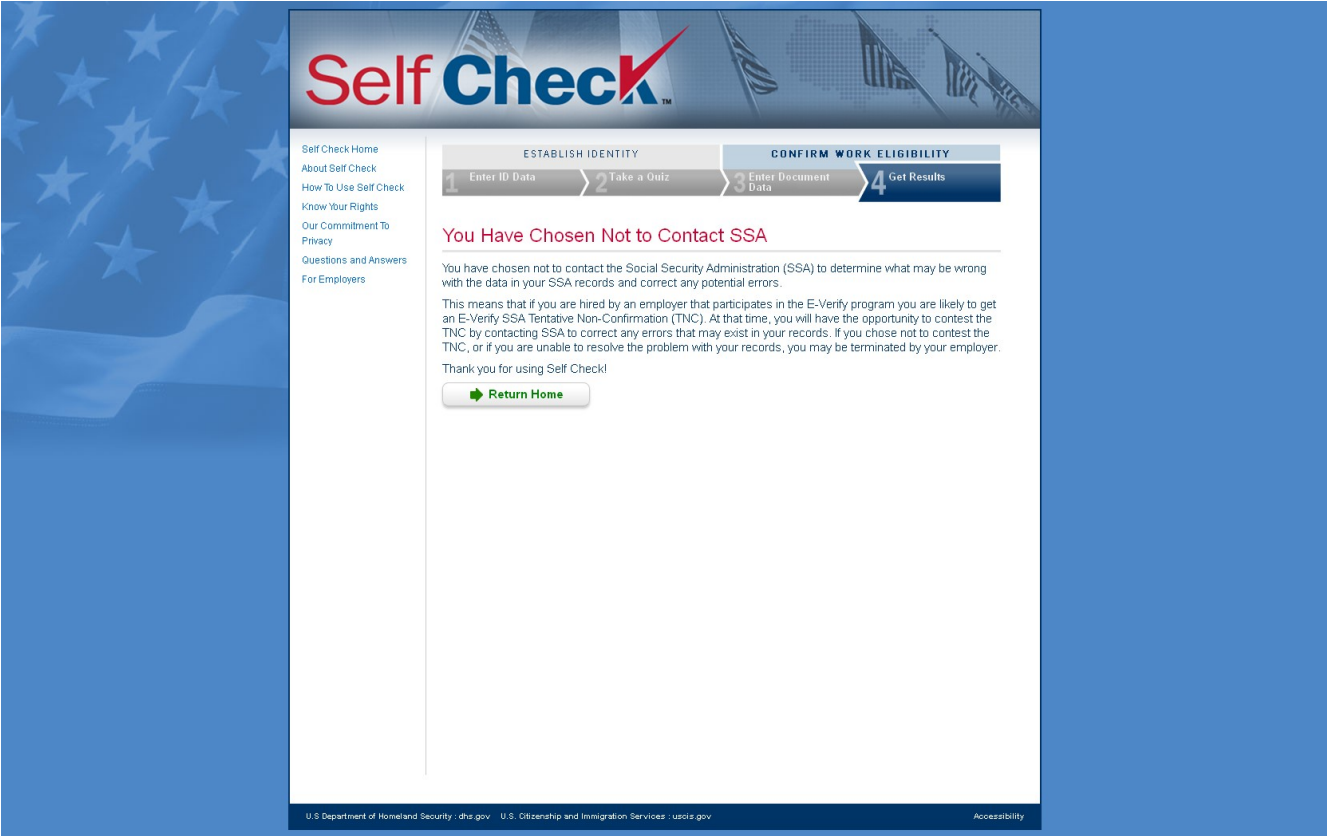 Self Check™
Self Check Home
About Self Check
How To Use Self Check
Know Your Rights
Our Commitment To
Privacy
Questions and Answers
For Employers
ESTABLISH IDENTITY
CONFIRM WORK ELIGIBILITY
1 Enter ID Data
2 Take a Quiz
3 Enter Document
Data
4 Get Results
You Have Chosen Not to Contact SSA
You have chosen not to contact the Social Security Administration (SSA) to determine what may be wrong
with the data in your SSA records and correct any potential errors.
This means that if you are hired by an employer that participates in the E-Verify program you are likely to get
an E-Verify SSA Tentative Non-Confirmation (TNC). At that time, you will have the opportunity to contest the
TNC by contacting SSA to correct any errors that may exist in your records. If you chose not to contest the
TNC, or if you are unable to resolve the problem with your records, you may be terminated by your employer.
Thank you for using Self Check!
Return Home
U.S Department of Homeland Security : dhs.gov U.S. Citizenship and Immigration Services : uscis.gov Accessibility